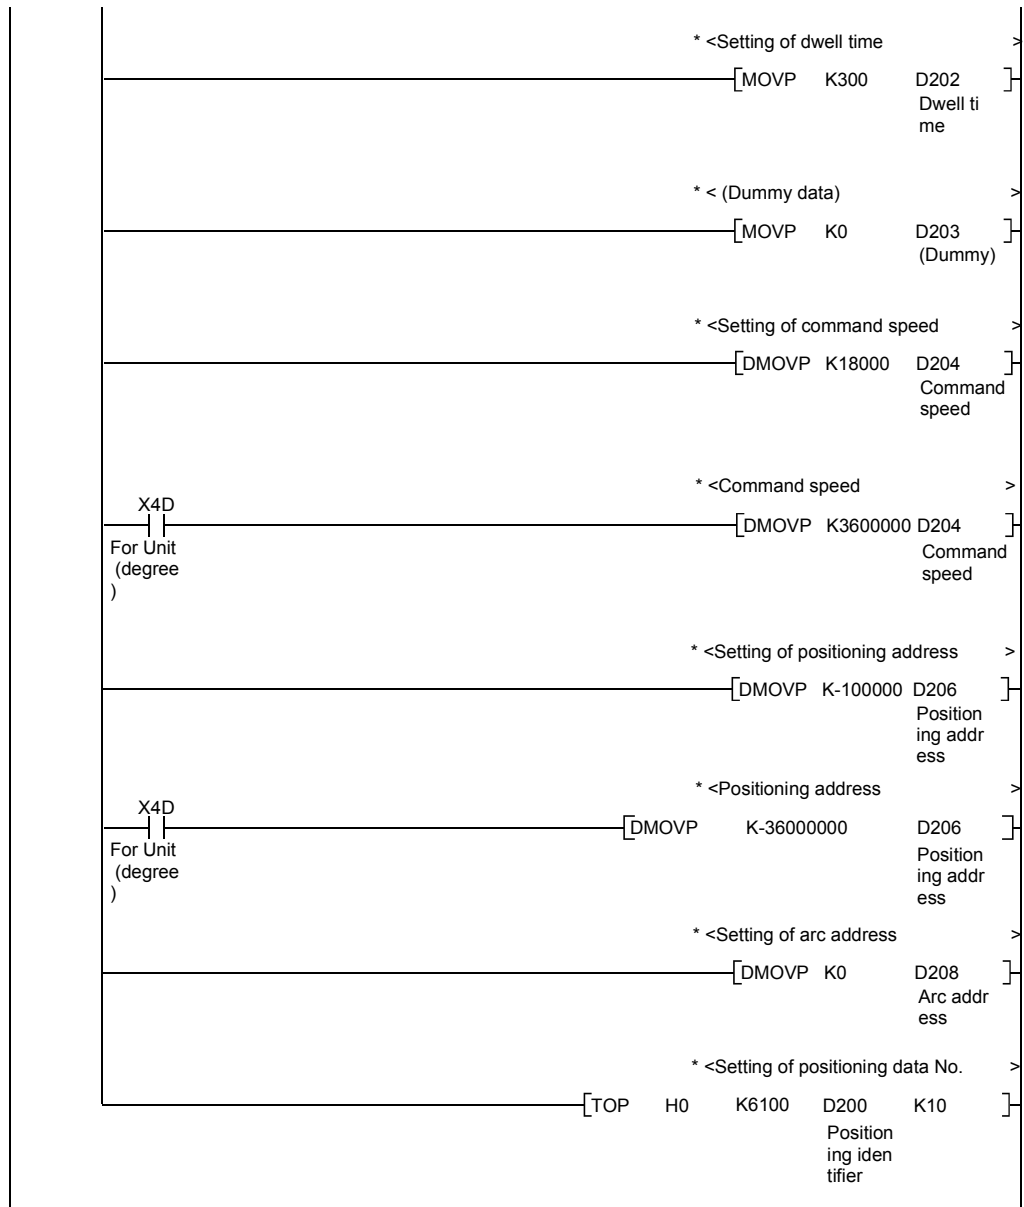 * <Setting of dwell time >
MOVP K300 D202
Dwell ti
me
* < (Dummy data) >
MOVP K0 D203
(Dummy)
* <Setting of command speed >
DMOVP K18000 D204
Command
speed
* <Command speed >
X4D
DMOVP K3600000 D204
For Unit
(degree
)
Command
speed
* <Setting of positioning address >
DMOVP K-100000 D206
Position
ing addr
ess
* <Positioning address >
X4D
DMOVP K-36000000 D206
For Unit
(degree
)
Position
ing addr
ess
* <Setting of arc address >
DMOVP K0 D208
Arc addr
ess
* <Setting of positioning data No. >
TOP H0 K6100 D200 K10
Position
ing iden
tifier